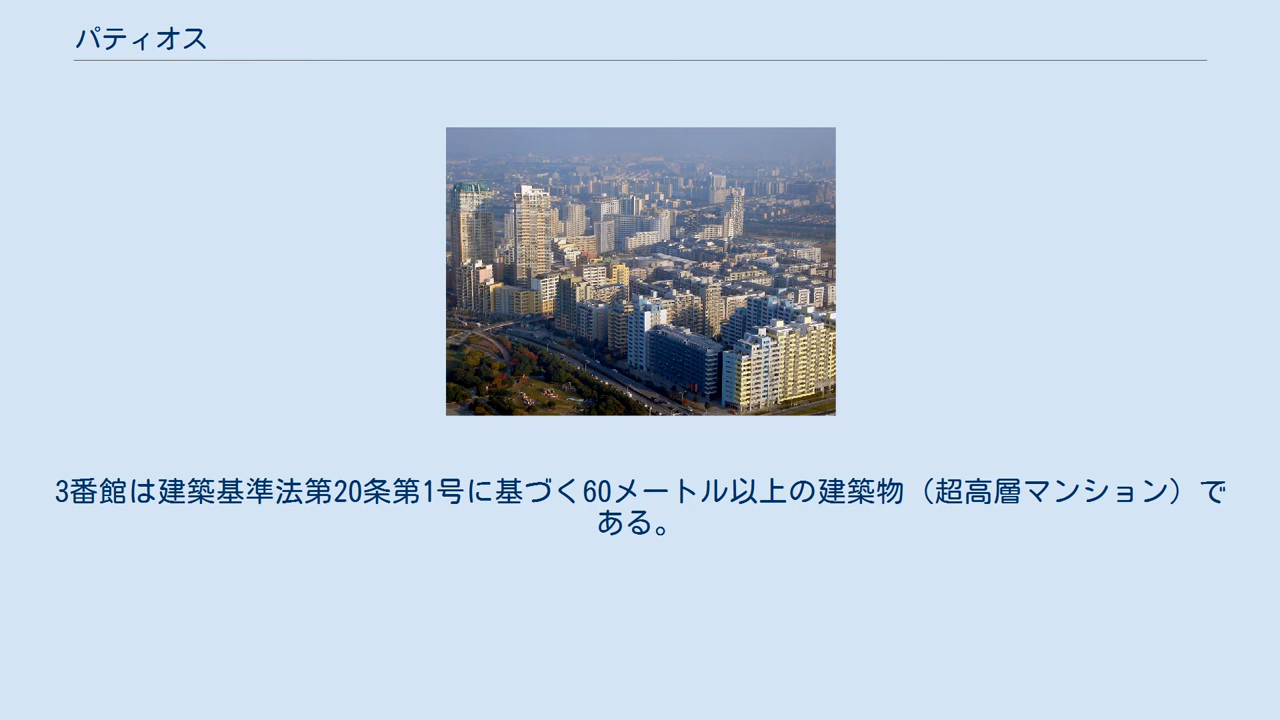 パティオス
3番館は建築基準法第20条第1号に基づく60メートル以上の建築物（超高層マンション）で
ある。